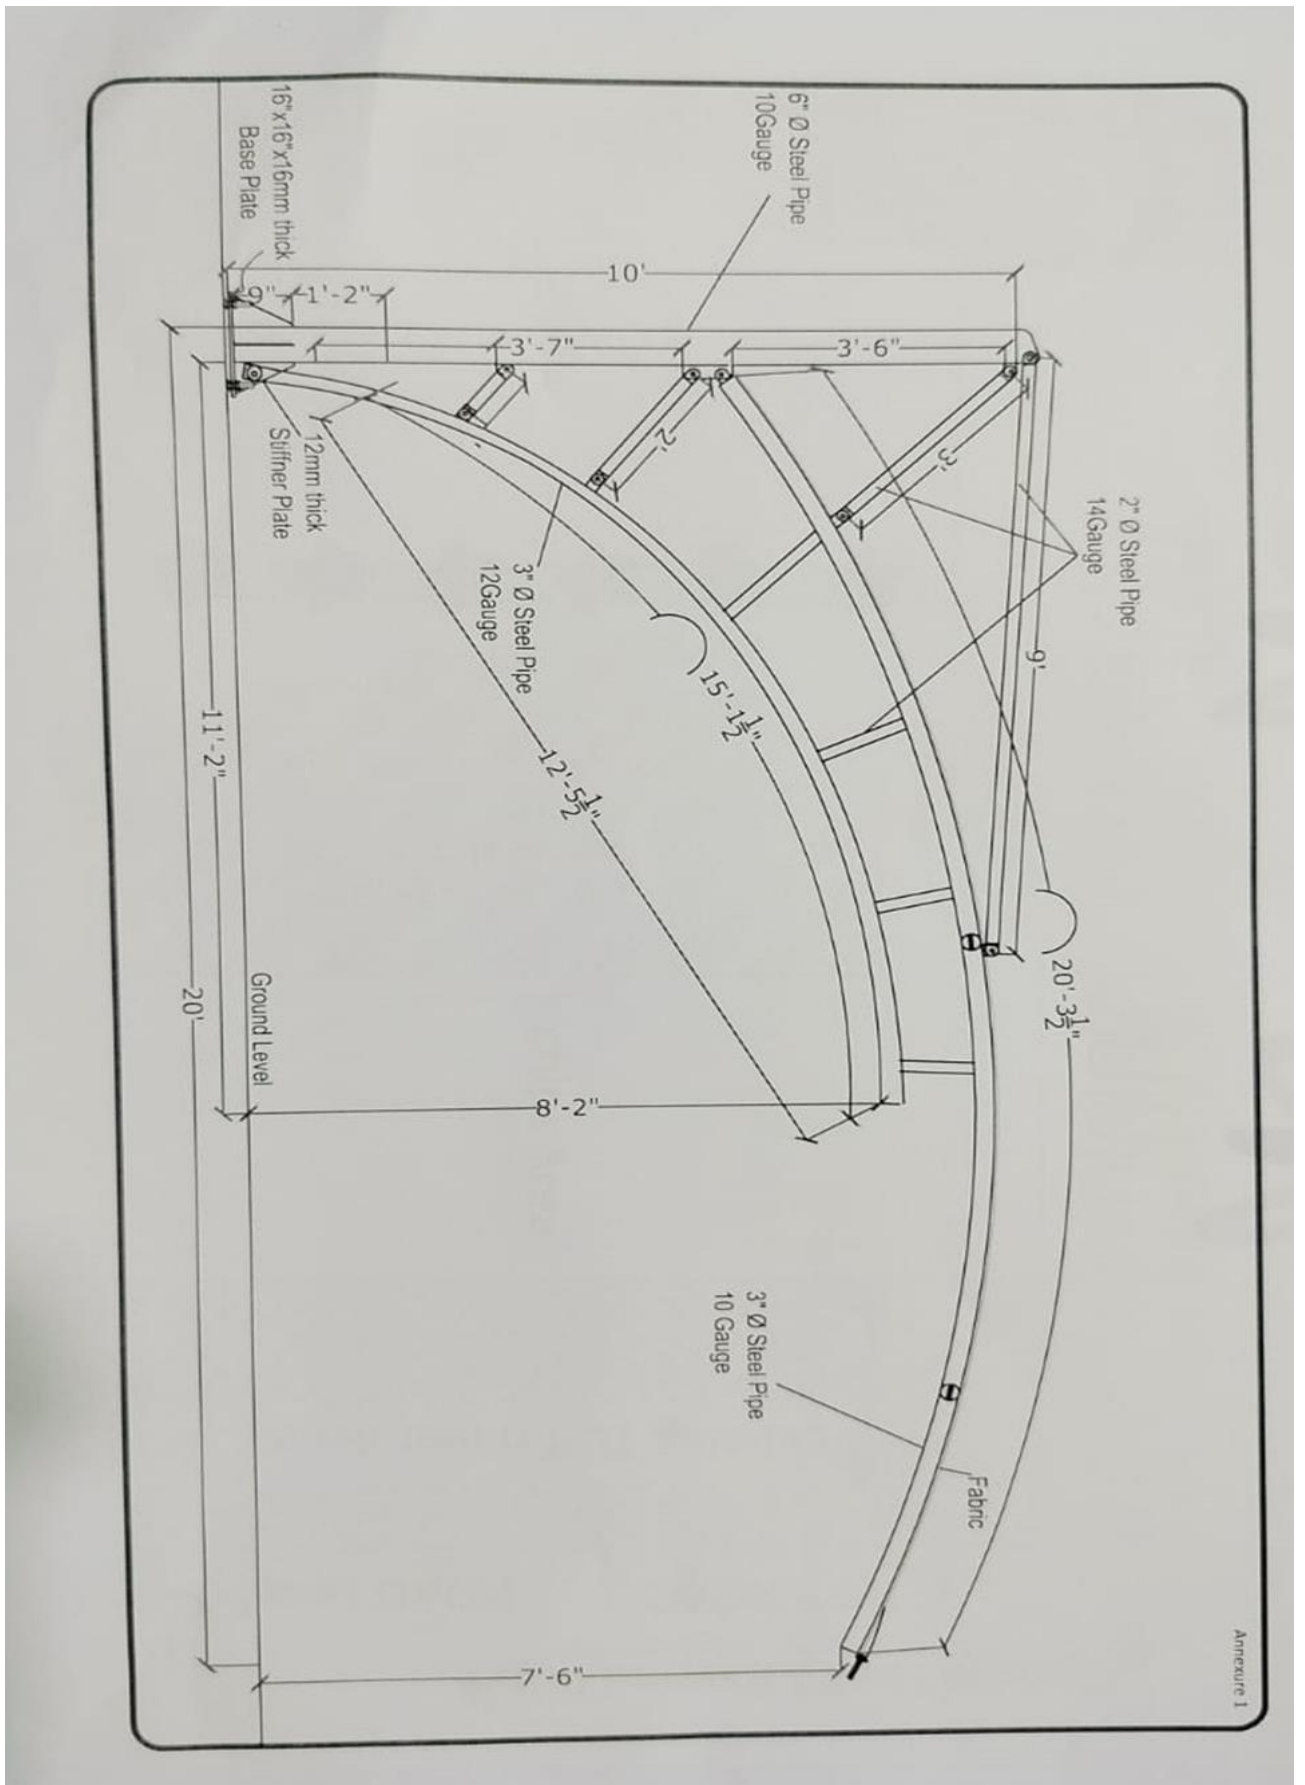 Annexure 1
6" Ø Steel Pipe
10Gauge
2" Ø Steel Pipe
14Gauge
9'
20'-3½"
Fabric
3'-6"
3'
10'
2'
3'-7"
1'-2"
9"
15'-1½"
3" Ø Steel Pipe
12Gauge
3" Ø Steel Pipe
10 Gauge
12'-5½"
8'-2"
7'-6"
12mm thick
Stiffner Plate
16"x16"x16mm thick
Base Plate
Ground Level
11'-2"
20'